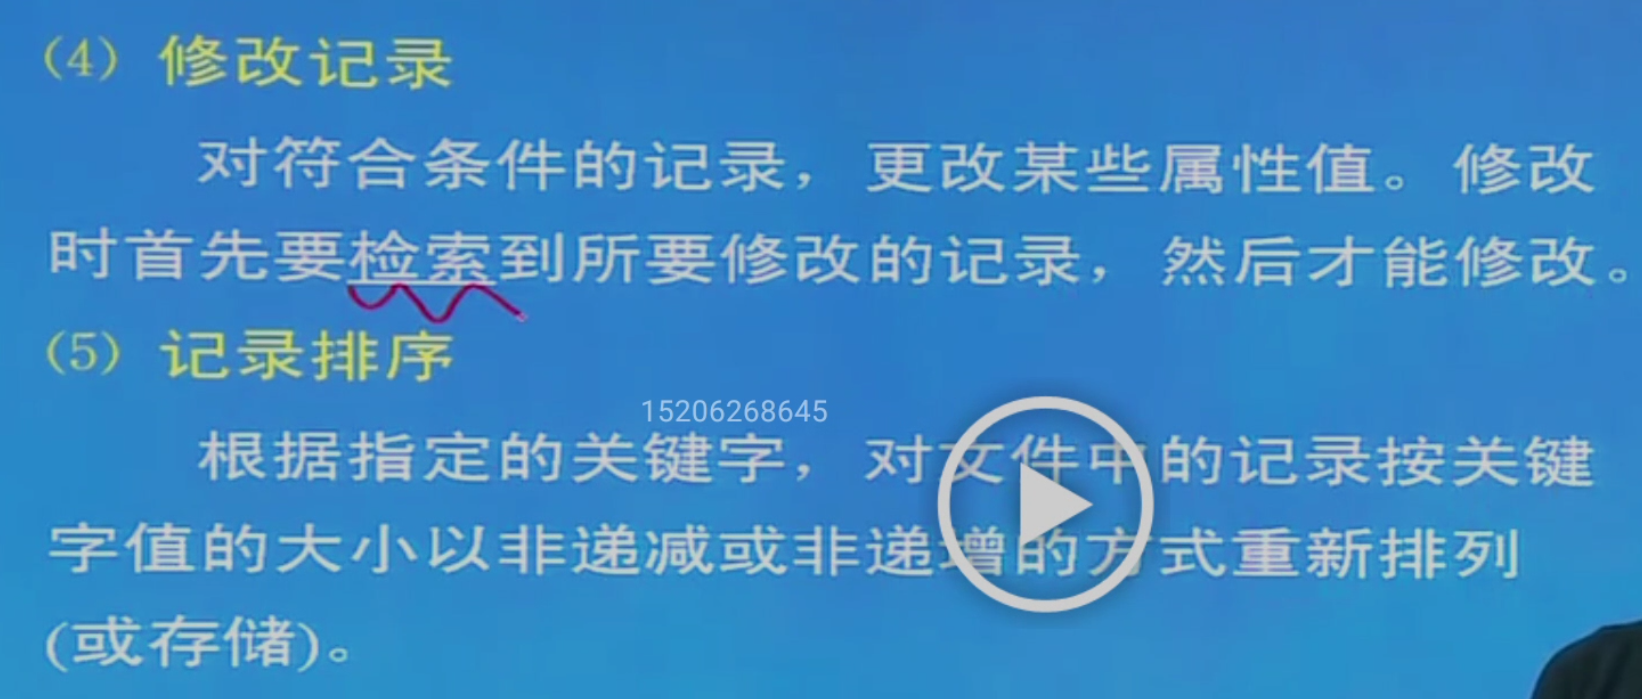 (4) 修改记录
对符合条件的记录，更改某些属性值。修改
时首先要检索到所要修改的记录，然后才能修改。
(5) 记录排序
15206268645
根据指定的关键字，对文件中的记录按关键
字值的大小以非递减或非递增的方式重新排列
(或存储)。